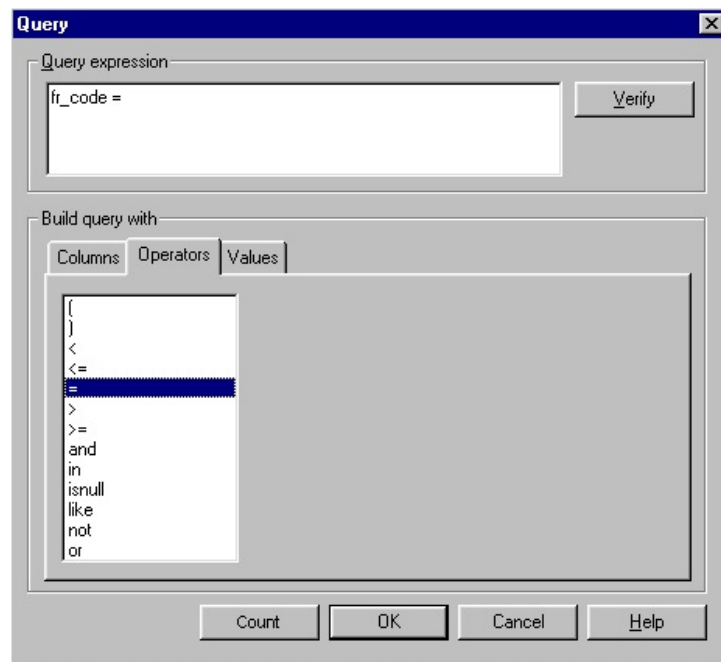 Query
Query expression
fr_code =
Verify
Build query with
Columns Operators Values
(
)
<
<=
=
>
>=
and
in
isnull
like
not
or
Count OK Cancel Help